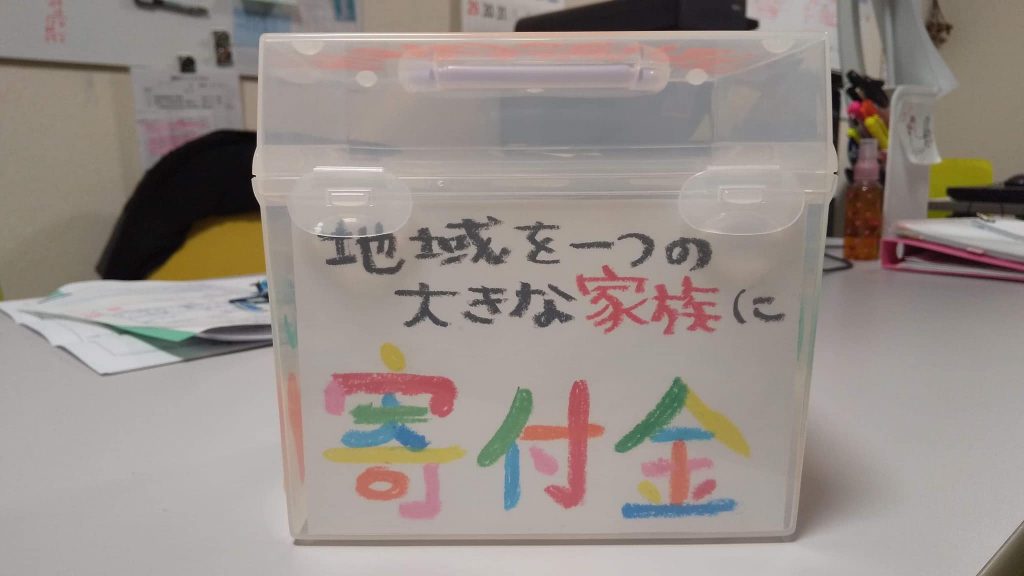 地域を一つの
大きな家族に
寄付金